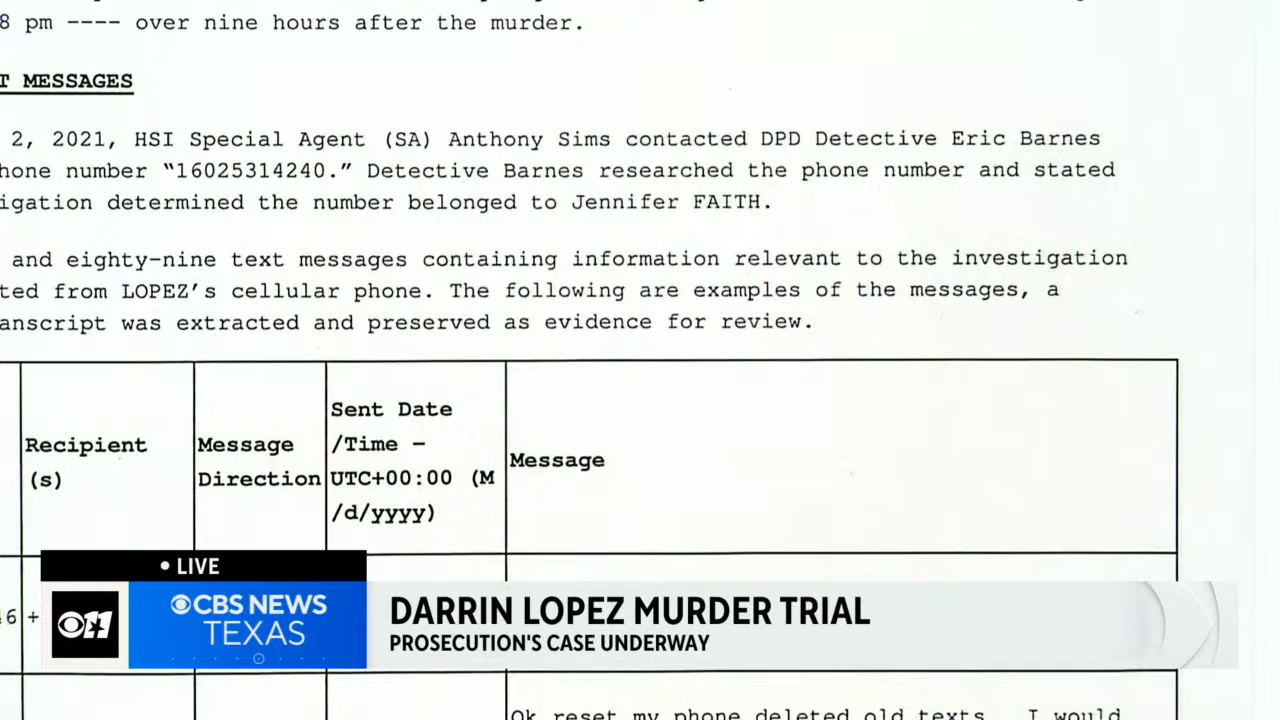 8 pm ---- over nine hours after the murder.
T MESSAGES
2, 2021, HSI Special Agent (SA) Anthony Sims contacted DPD Detective Eric Barnes
hone number “16025314240.” Detective Barnes researched the phone number and stated
igation determined the number belonged to Jennifer FAITH.
and eighty-nine text messages containing information relevant to the investigation
ted from LOPEZ’s cellular phone. The following are examples of the messages, a
anscript was extracted and preserved as evidence for review.
Recipient
(s)
Message
Direction
Sent Date
/Time –
UTC+00:00 (M
/d/yyyy)
Message
6 +
Ok reset my phone deleted old texts. I would
• LIVE
CBS NEWS
TEXAS
11
DARRIN LOPEZ MURDER TRIAL
PROSECUTION'S CASE UNDERWAY